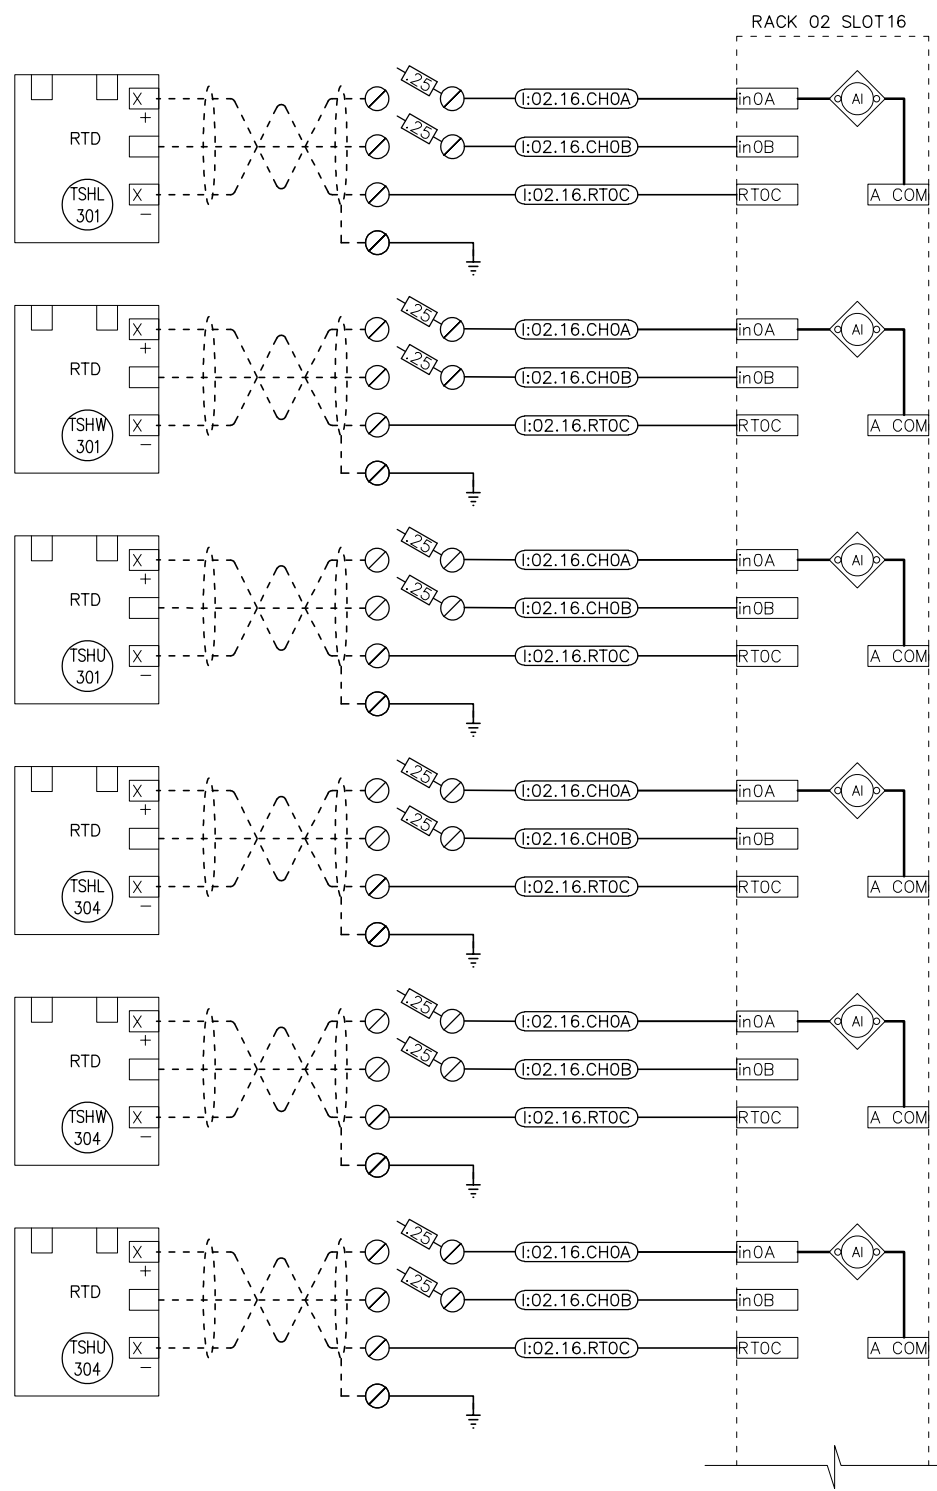 RACK 02 SLOT16
.25
X I:02.16.CH0A in0A AI
+
.25
RTD I:02.16.CH0B in0B
TSHL X I:02.16.RT0C RT0C A COM
301 −
.25
X I:02.16.CH0A in0A AI
+
.25
RTD I:02.16.CH0B in0B
TSHW X I:02.16.RT0C RT0C A COM
301 −
.25
X I:02.16.CH0A in0A AI
+
.25
RTD I:02.16.CH0B in0B
TSHU X I:02.16.RT0C RT0C A COM
301 −
.25
X I:02.16.CH0A in0A AI
+
.25
RTD I:02.16.CH0B in0B
TSHL X I:02.16.RT0C RT0C A COM
304 −
.25
X I:02.16.CH0A in0A AI
+
.25
RTD I:02.16.CH0B in0B
TSHW X I:02.16.RT0C RT0C A COM
304 −
.25
X I:02.16.CH0A in0A AI
+
.25
RTD I:02.16.CH0B in0B
TSHU X I:02.16.RT0C RT0C A COM
304 −